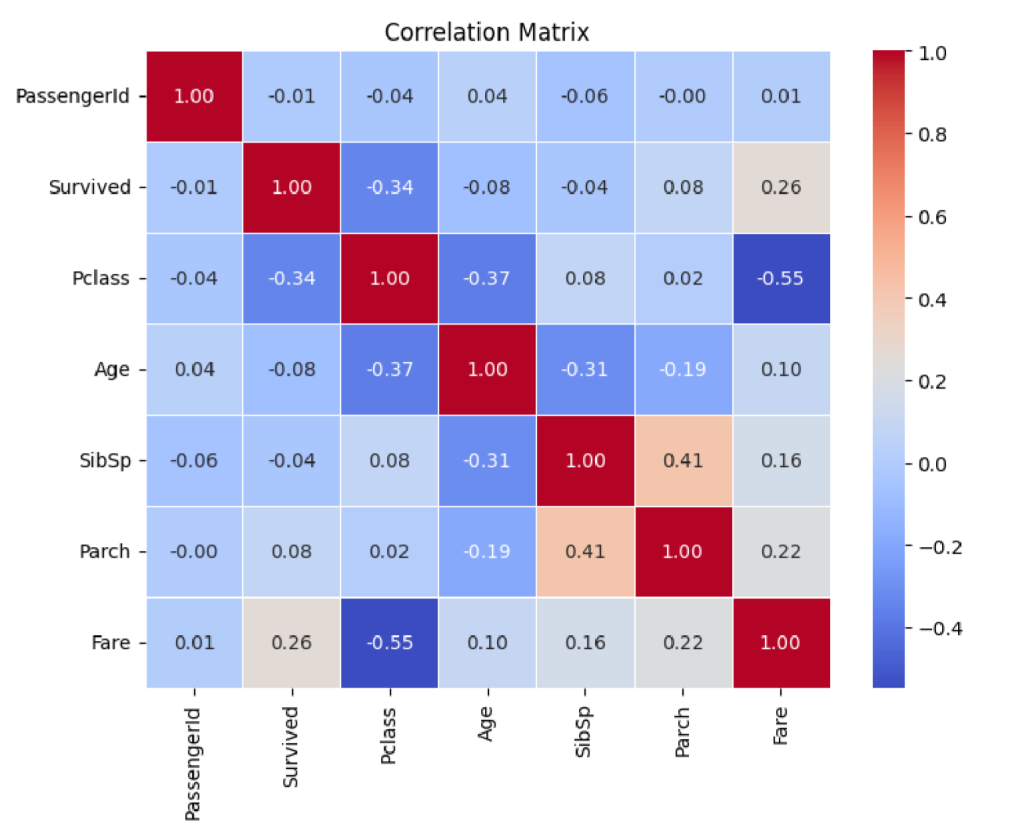 Correlation Matrix
PassengerId 1.00 -0.01 -0.04 0.04 -0.06 -0.00 0.01
Survived -0.01 1.00 -0.34 -0.08 -0.04 0.08 0.26
Pclass -0.04 -0.34 1.00 -0.37 0.08 0.02 -0.55
Age 0.04 -0.08 -0.37 1.00 -0.31 -0.19 0.10
SibSp -0.06 -0.04 0.08 -0.31 1.00 0.41 0.16
Parch -0.00 0.08 0.02 -0.19 0.41 1.00 0.22
Fare 0.01 0.26 -0.55 0.10 0.16 0.22 1.00
PassengerId Survived Pclass Age SibSp Parch Fare
1.0
0.8
0.6
0.4
0.2
0.0
−0.2
−0.4